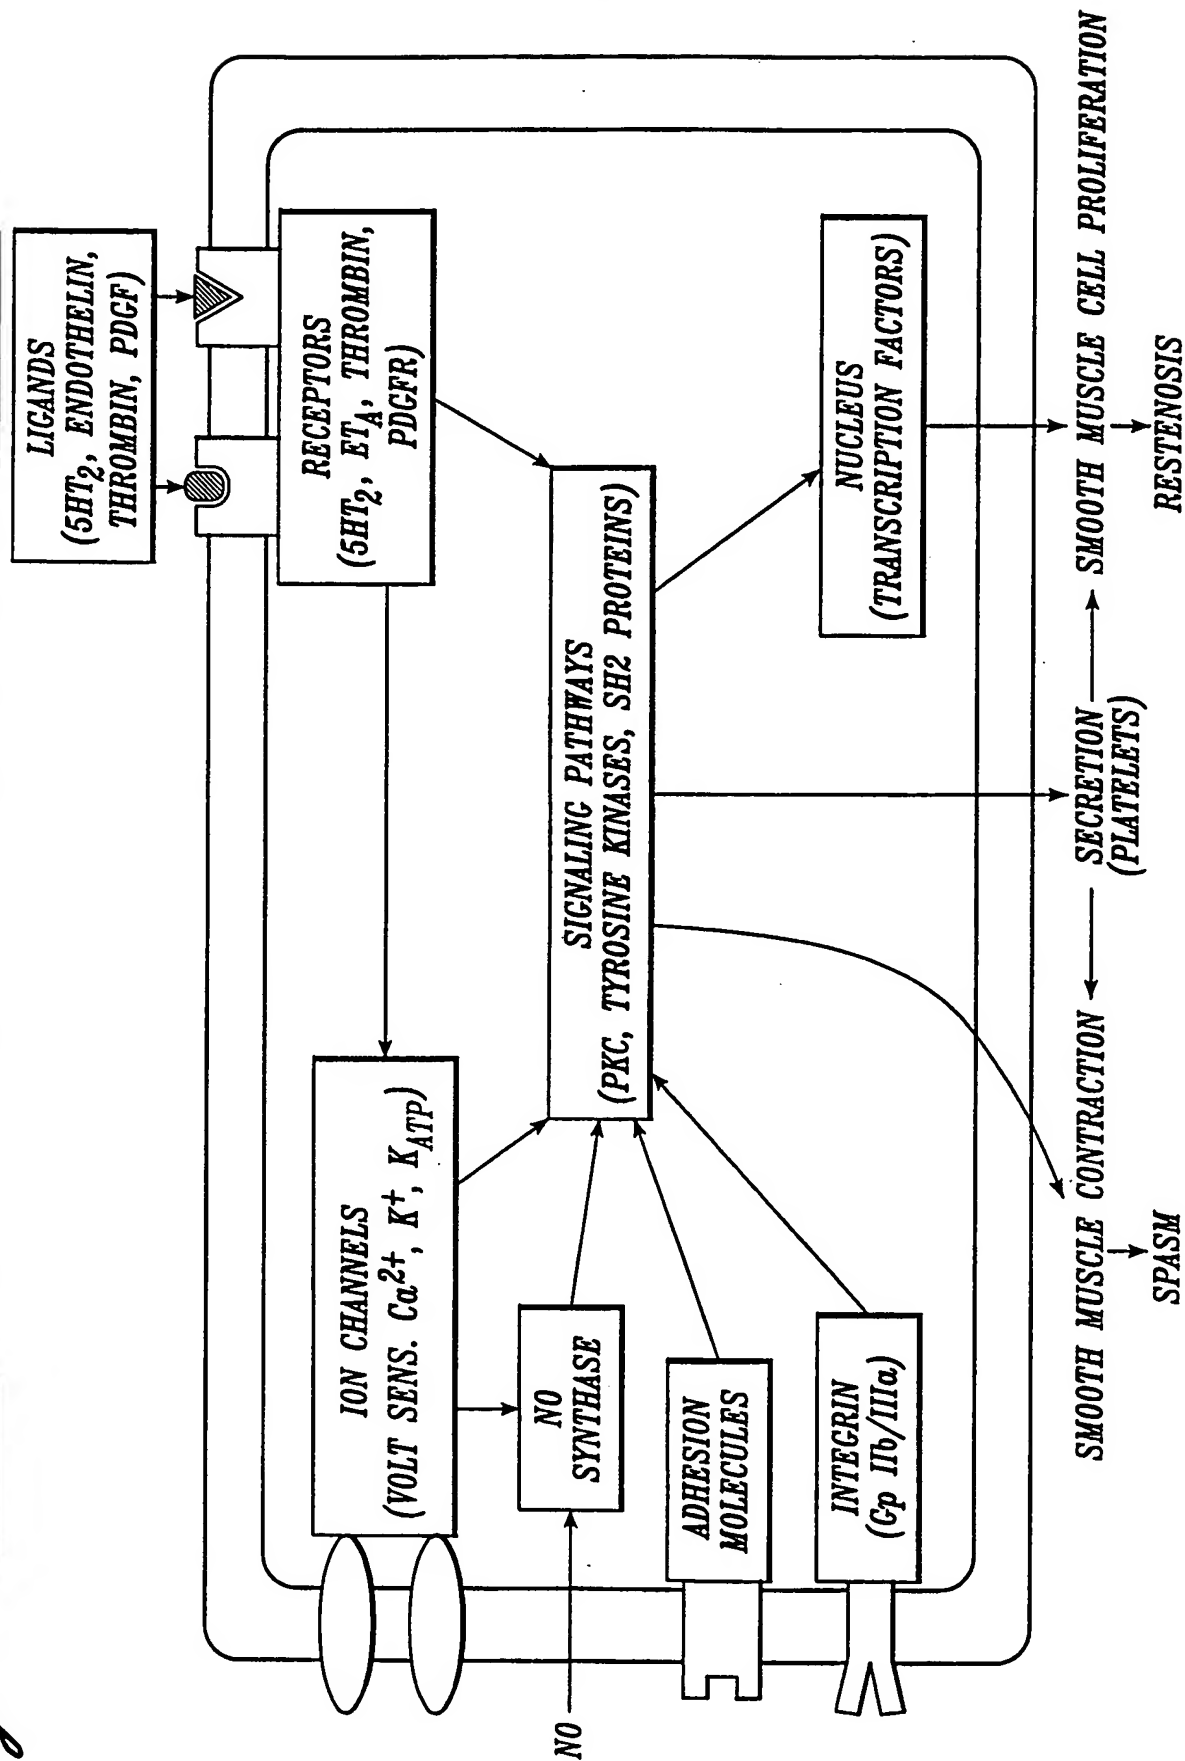 LIGANDS
(5HT2, ENDOTHELIN,
THROMBIN, PDGF)
RECEPTORS
(5HT2, ETA, THROMBIN,
PDGFR)
ION CHANNELS
(VOLT SENS. Ca2+, K+, KATP)
NO
NO
SYNTHASE
SIGNALING PATHWAYS
(PKC, TYROSINE KINASES, SH2 PROTEINS)
ADHESION
MOLECULES
INTEGRIN
(Gp IIb/IIIa)
NUCLEUS
(TRANSCRIPTION FACTORS)
SMOOTH MUSCLE CONTRACTION
SPASM
SECRETION
(PLATELETS)
SMOOTH MUSCLE CELL PROLIFERATION
RESTENOSIS